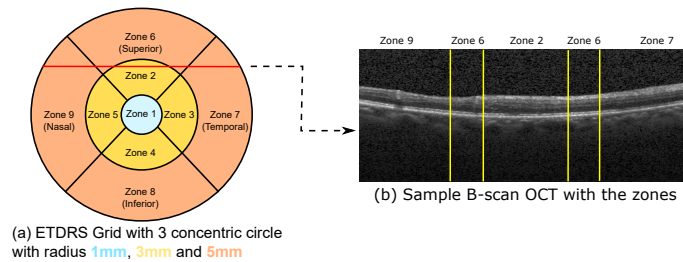 Zone 6
(Superior)
Zone 2
Zone 9
(Nasal)
Zone 5
Zone 1
Zone 3
Zone 7
(Temporal)
Zone 4
Zone 8
(Inferior)
(a) ETDRS Grid with 3 concentric circle
with radius 1mm, 3mm and 5mm
Zone 9 Zone 6 Zone 2 Zone 6 Zone 7
(b) Sample B-scan OCT with the zones